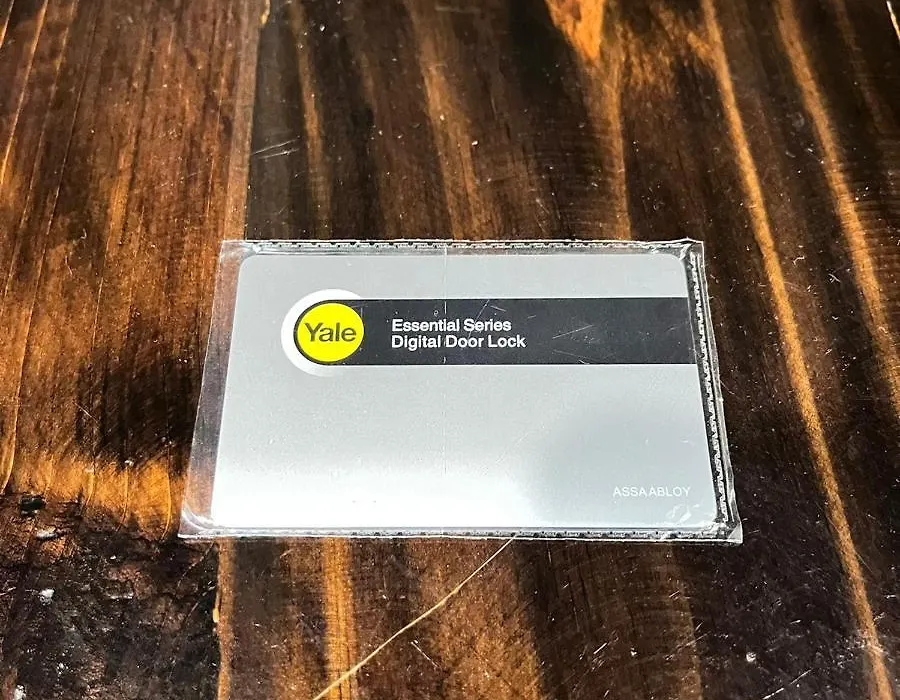 Yale
Essential Series
Digital Door Lock
ASSA ABLOY